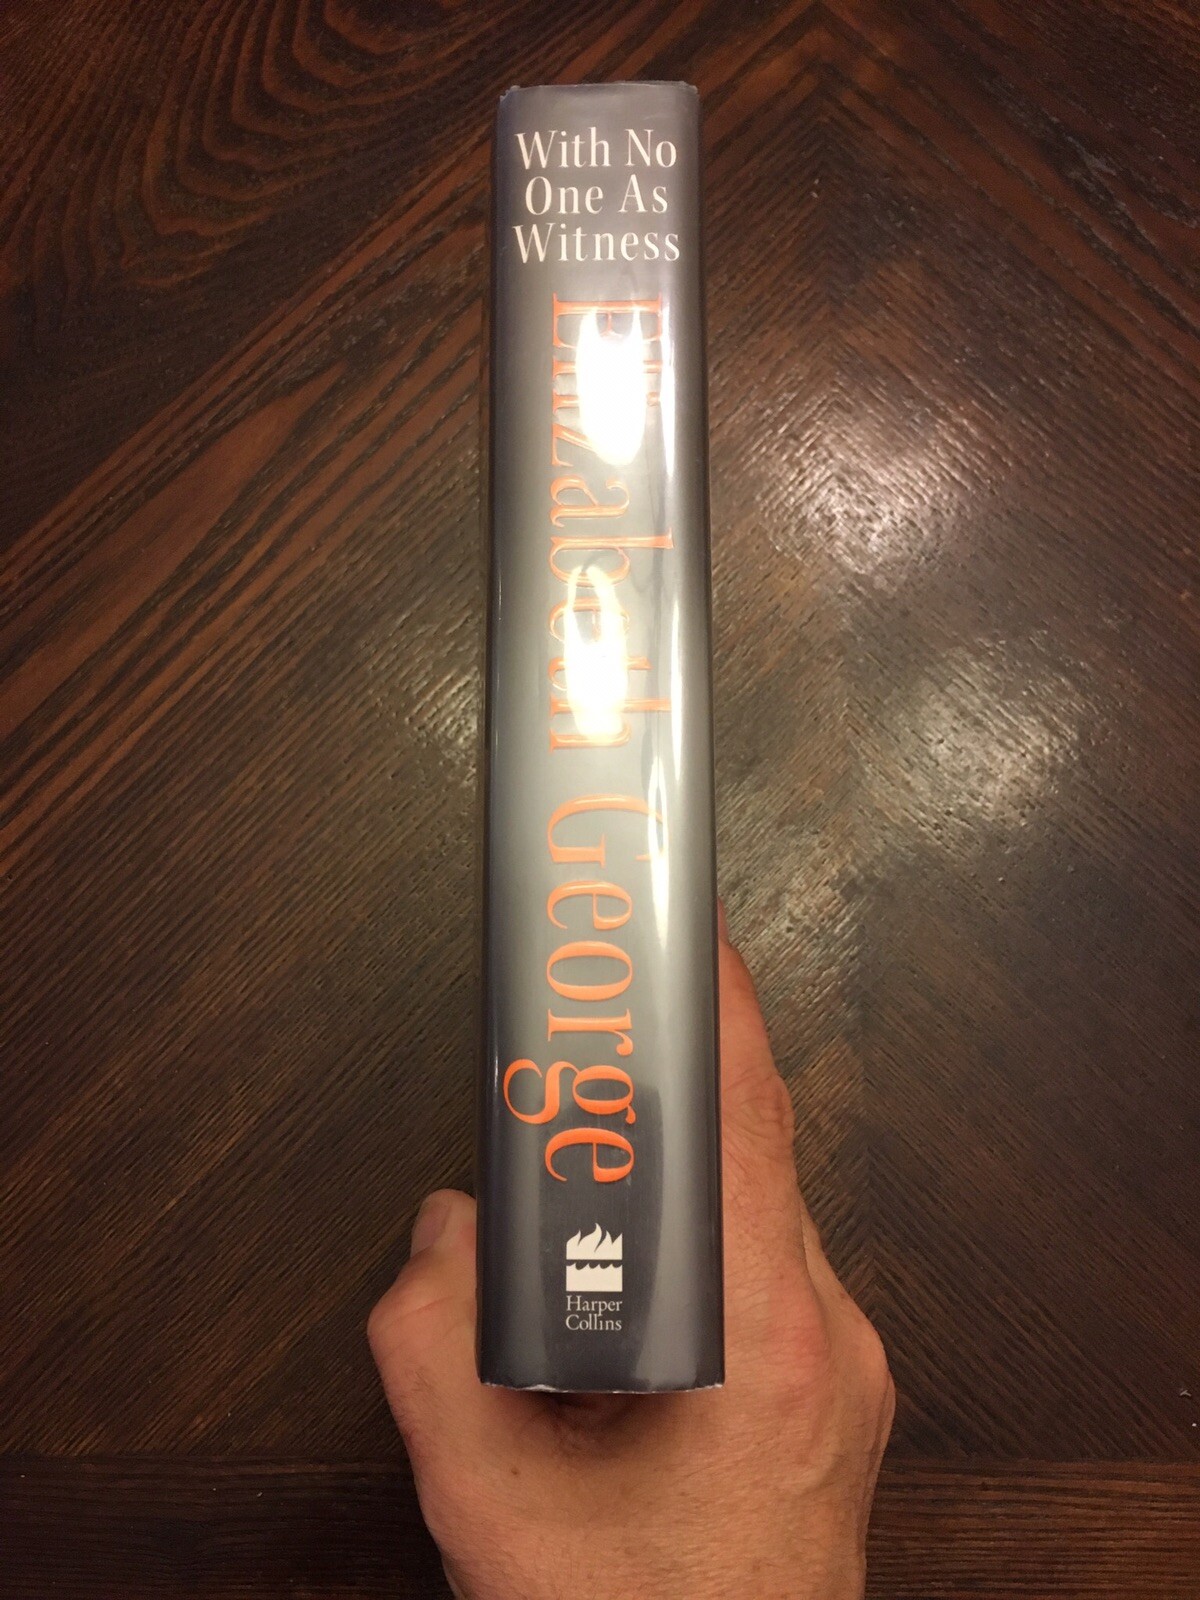 With No
One As
Witness
Elizabeth George
Harper
Collins